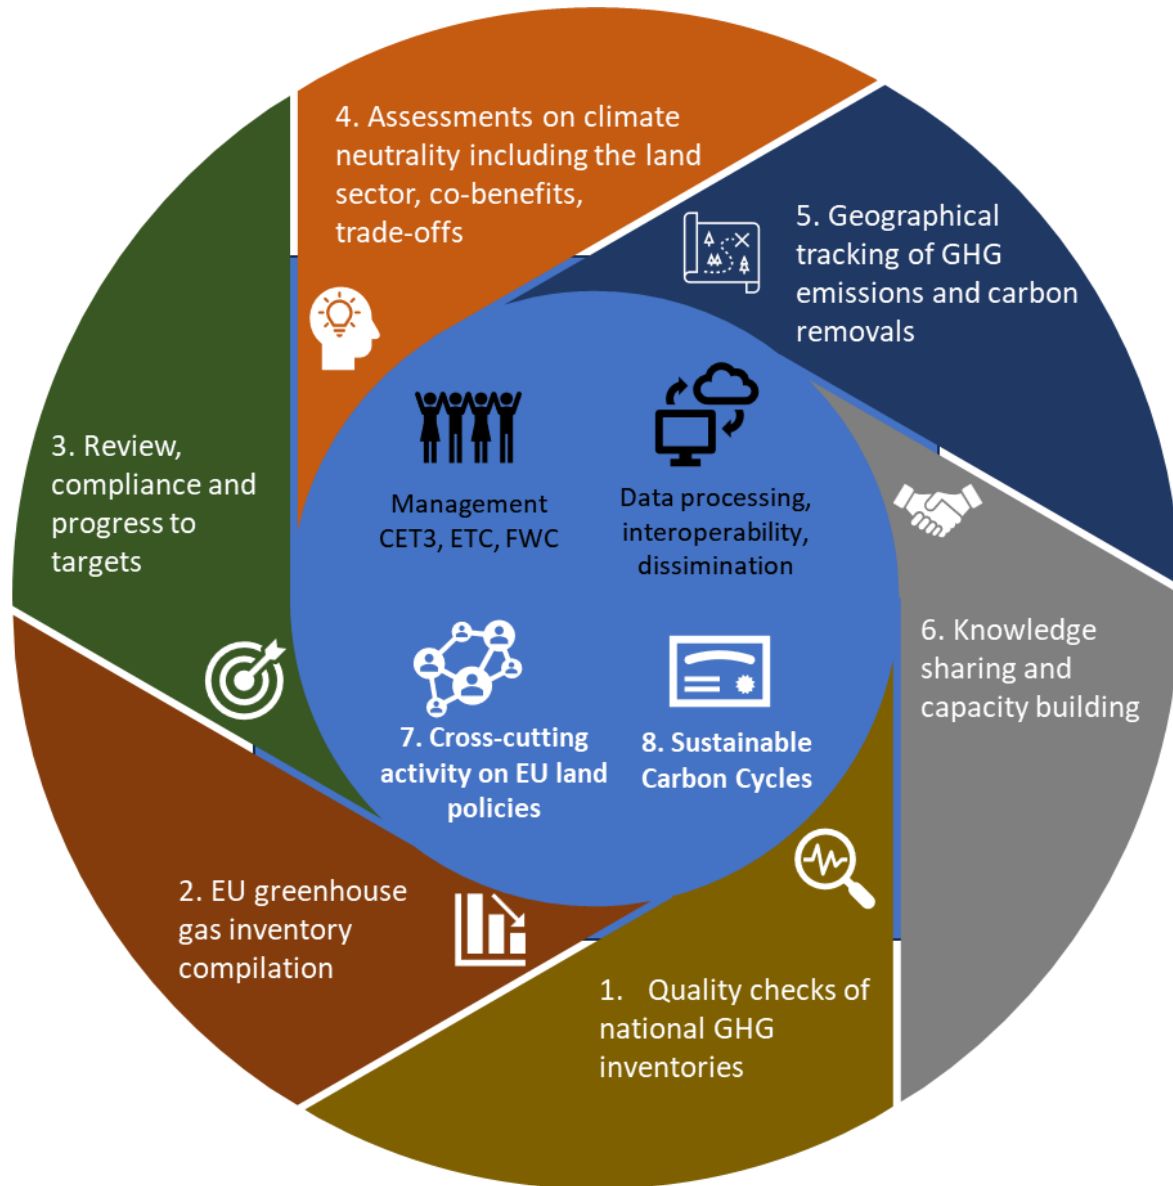 4. Assessments on climate
neutrality including the land
sector, co-benefits,
trade-offs
5. Geographical
tracking of GHG
emissions and carbon
removals
3. Review,
compliance and
progress to
targets
Management
CET3, ETC, FWC
Data processing,
interoperability,
dissimination
6. Knowledge
sharing and
capacity building
7. Cross-cutting
activity on EU land
policies
8. Sustainable
Carbon Cycles
2. EU greenhouse
gas inventory
compilation
1. Quality checks of
national GHG
inventories